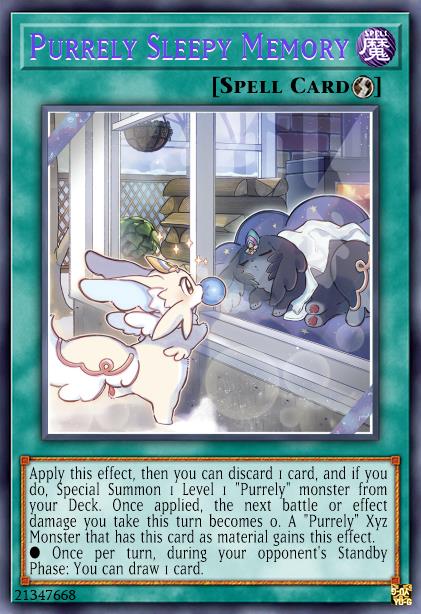 Purrely Sleepy Memory
SPELL
魔
[Spell Card]
Apply this effect, then you can discard 1 card, and if you
do, Special Summon 1 Level 1 "Purrely" monster from
your Deck. Once applied, the next battle or effect
damage you take this turn becomes 0. A "Purrely" Xyz
Monster that has this card as material gains this effect.
● Once per turn, during your opponent's Standby
Phase: You can draw 1 card.
21347668